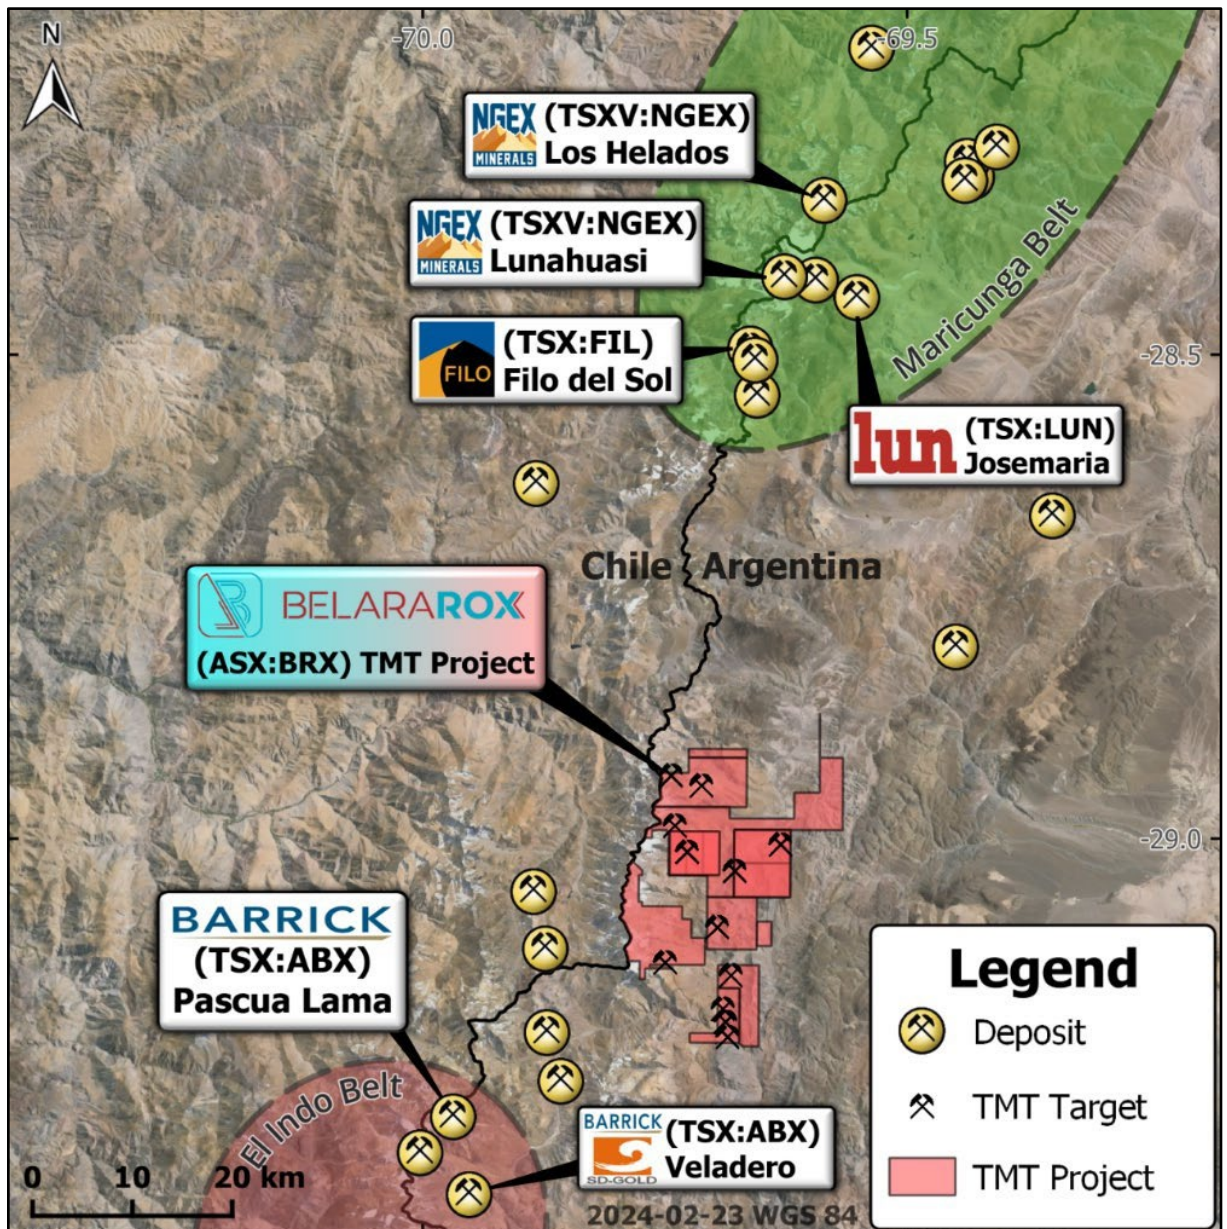 N
-70.0
-69.5
NGEX
MINERALS
(TSXV:NGEX)
Los Helados
NGEX
MINERALS
(TSXV:NGEX)
Lunahuasi
Maricunga Belt
FILO
(TSX:FIL)
Filo del Sol
-28.5
lun
(TSX:LUN)
Josemaria
Chile
Argentina
BELARAROX
(ASX:BRX) TMT Project
-29.0
BARRICK
(TSX:ABX)
Pascua Lama
Legend
Deposit
TMT Target
TMT Project
El Indo Belt
BARRICK
SD-GOLD
(TSX:ABX)
Veladero
0 10 20 km
2024-02-23 WGS 84